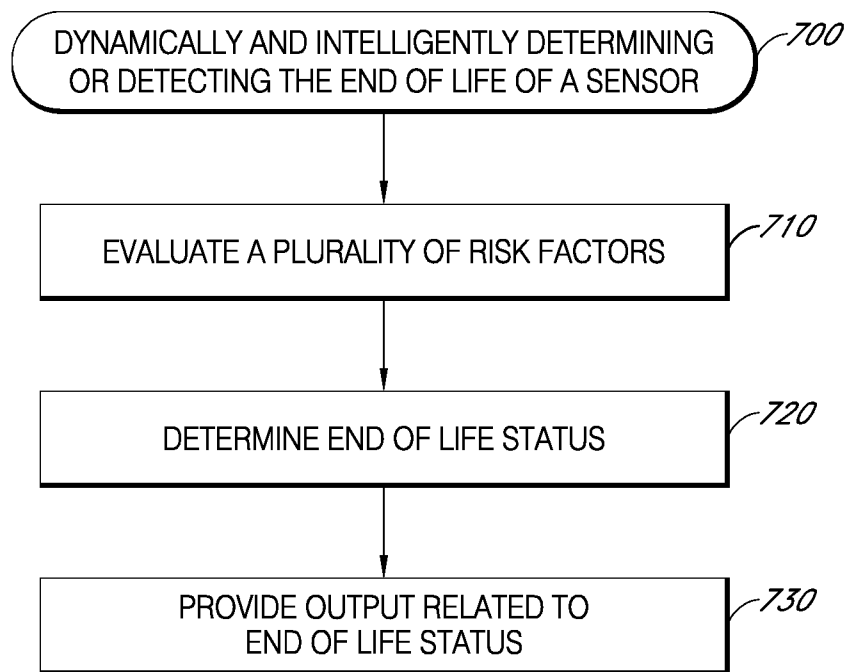 DYNAMICALLY AND INTELLIGENTLY DETERMINING
OR DETECTING THE END OF LIFE OF A SENSOR
700
EVALUATE A PLURALITY OF RISK FACTORS
710
DETERMINE END OF LIFE STATUS
720
PROVIDE OUTPUT RELATED TO
END OF LIFE STATUS
730